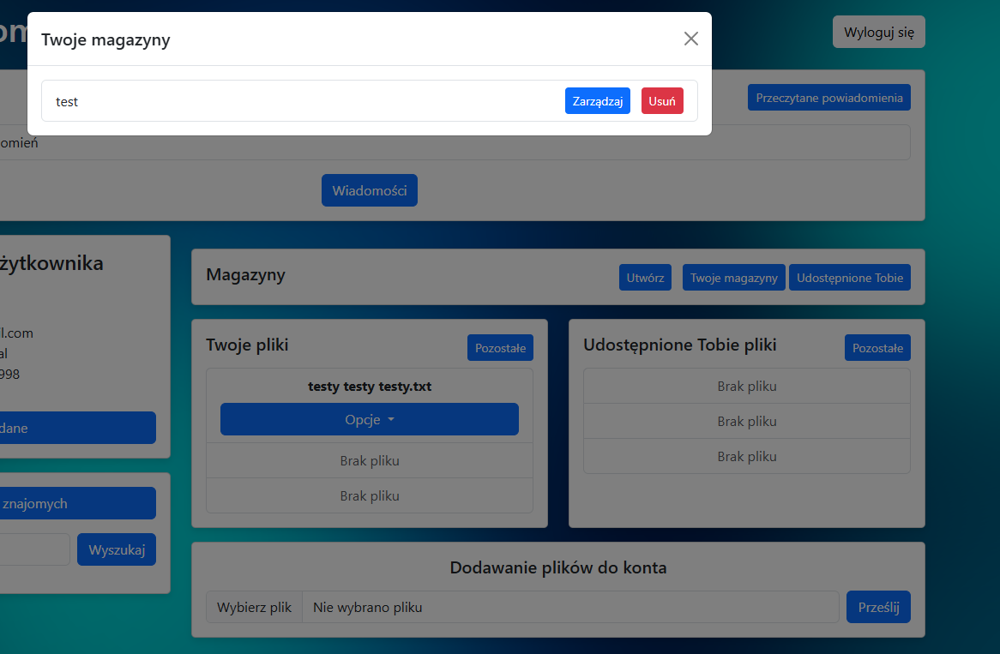 Twoje magazyny
Wyloguj się
test
Zarządzaj
Usuń
Przeczytane powiadomienia
omień
Wiadomości
żytkownika
l.com
al
998
dane
znajomych
Wyszukaj
Magazyny
Utwórz
Twoje magazyny
Udostępnione Tobie
Twoje pliki
Pozostałe
testy testy testy.txt
Opcje
Brak pliku
Brak pliku
Udostępnione Tobie pliki
Pozostałe
Brak pliku
Brak pliku
Brak pliku
Dodawanie plików do konta
Wybierz plik
Nie wybrano pliku
Prześlij